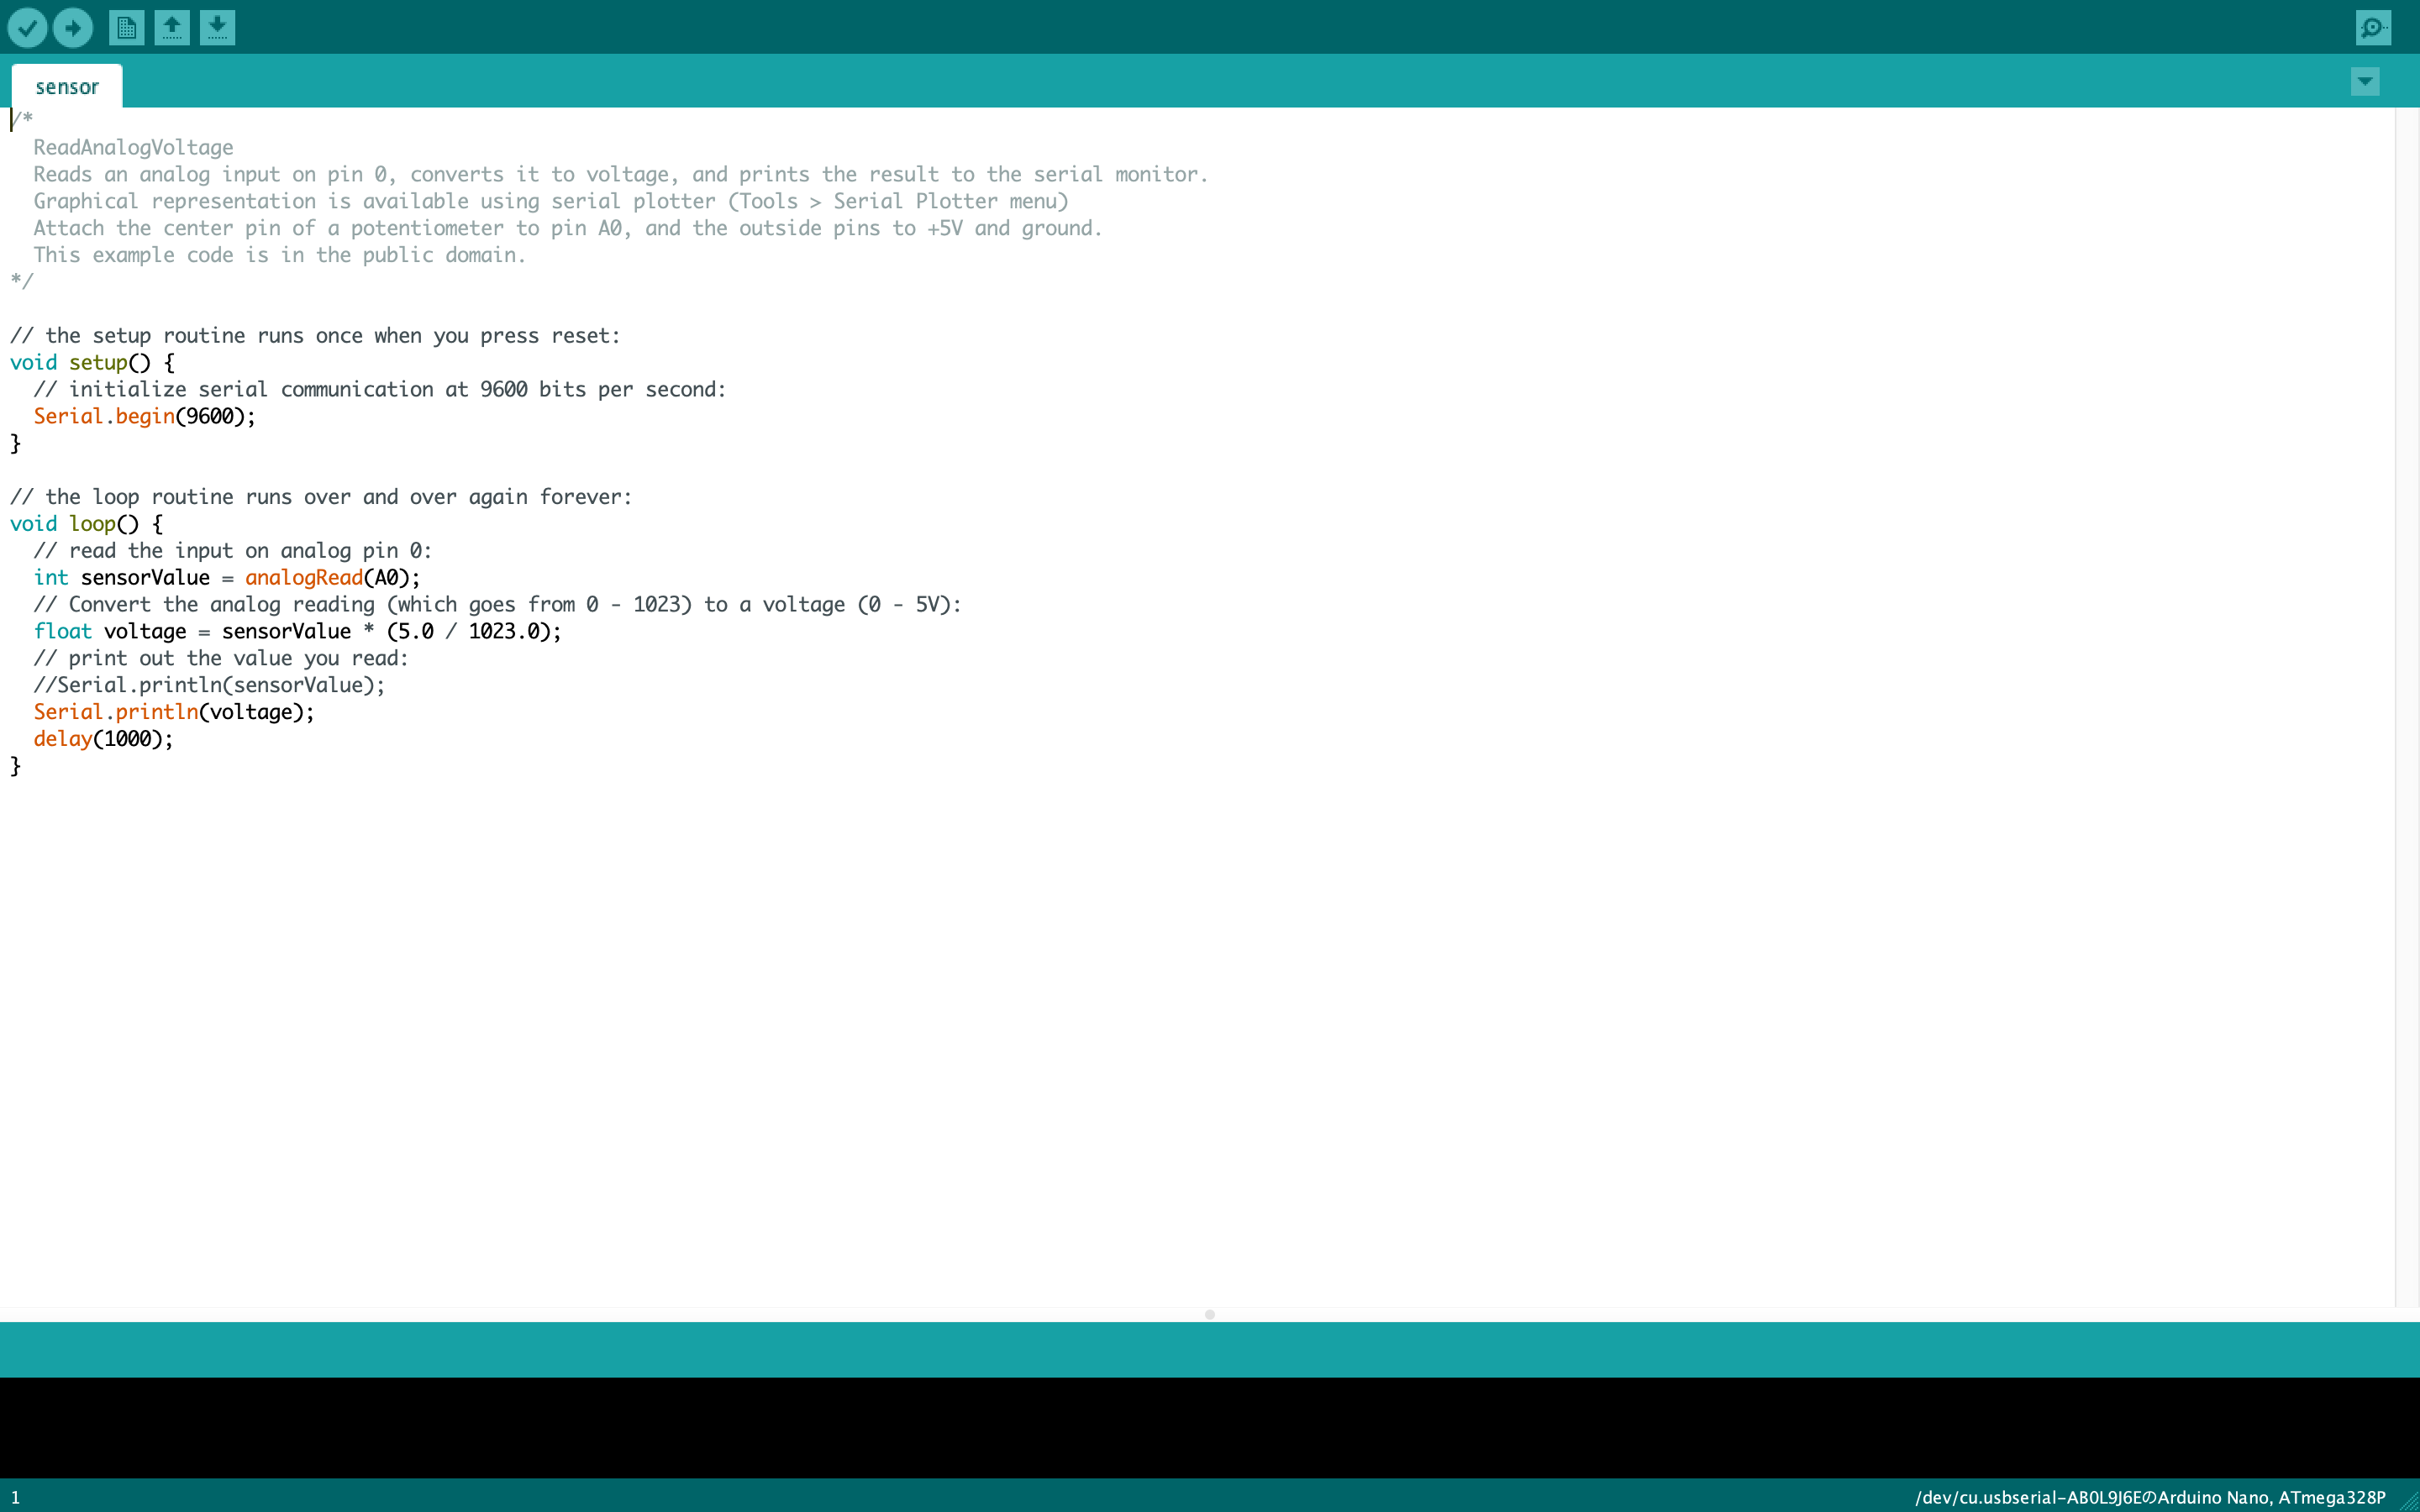 sensor
/*
ReadAnalogVoltage
Reads an analog input on pin 0, converts it to voltage, and prints the result to the serial monitor.
Graphical representation is available using serial plotter (Tools > Serial Plotter menu)
Attach the center pin of a potentiometer to pin A0, and the outside pins to +5V and ground.
This example code is in the public domain.
*/
// the setup routine runs once when you press reset:
void setup() {
// initialize serial communication at 9600 bits per second:
Serial.begin(9600);
}
// the loop routine runs over and over again forever:
void loop() {
// read the input on analog pin 0:
int sensorValue = analogRead(A0);
// Convert the analog reading (which goes from 0 - 1023) to a voltage (0 - 5V):
float voltage = sensorValue * (5.0 / 1023.0);
// print out the value you read:
//Serial.println(sensorValue);
Serial.println(voltage);
delay(1000);
}
1
/dev/cu.usbserial-AB0L9J6EのArduino Nano, ATmega328P